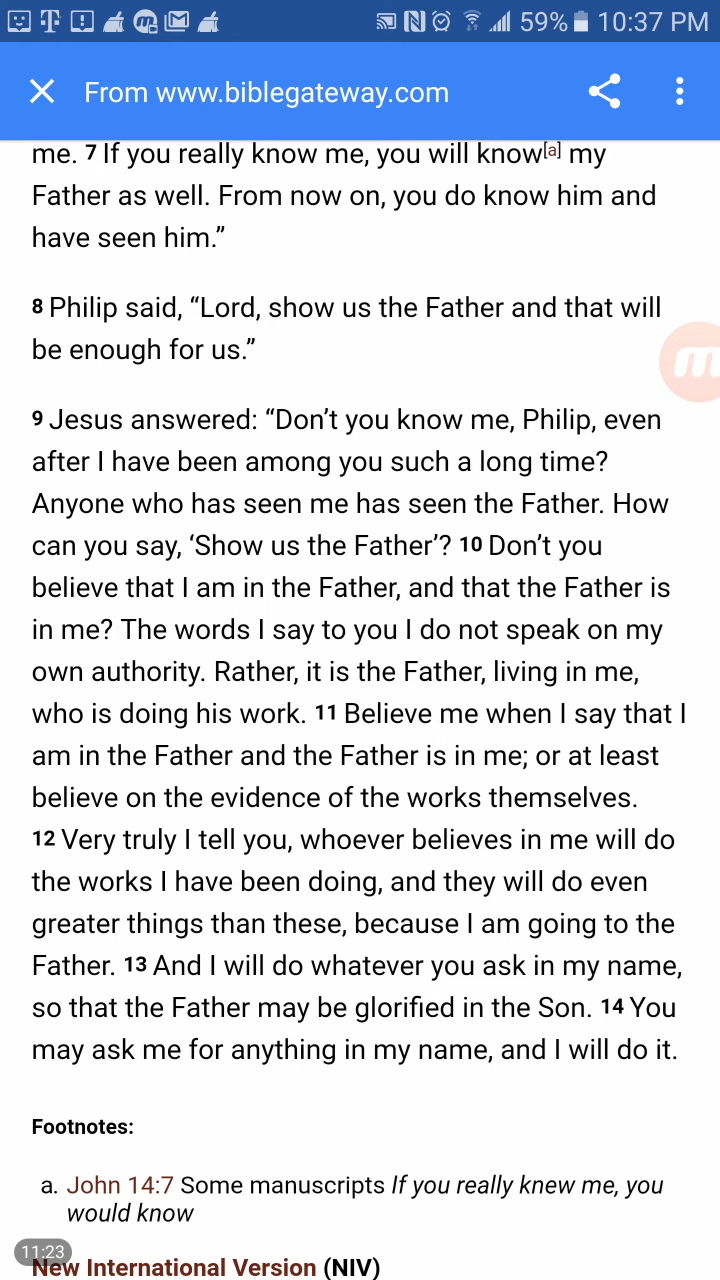 59% 10:37 PM
From www.biblegateway.com
me. 7 If you really know me, you will know[a] my
Father as well. From now on, you do know him and
have seen him.”
8 Philip said, “Lord, show us the Father and that will
be enough for us.”
9 Jesus answered: “Don’t you know me, Philip, even
after I have been among you such a long time?
Anyone who has seen me has seen the Father. How
can you say, ‘Show us the Father’? 10 Don’t you
believe that I am in the Father, and that the Father is
in me? The words I say to you I do not speak on my
own authority. Rather, it is the Father, living in me,
who is doing his work. 11 Believe me when I say that I
am in the Father and the Father is in me; or at least
believe on the evidence of the works themselves.
12 Very truly I tell you, whoever believes in me will do
the works I have been doing, and they will do even
greater things than these, because I am going to the
Father. 13 And I will do whatever you ask in my name,
so that the Father may be glorified in the Son. 14 You
may ask me for anything in my name, and I will do it.
Footnotes:
a. John 14:7 Some manuscripts If you really knew me, you
would know
11:23
New International Version (NIV)